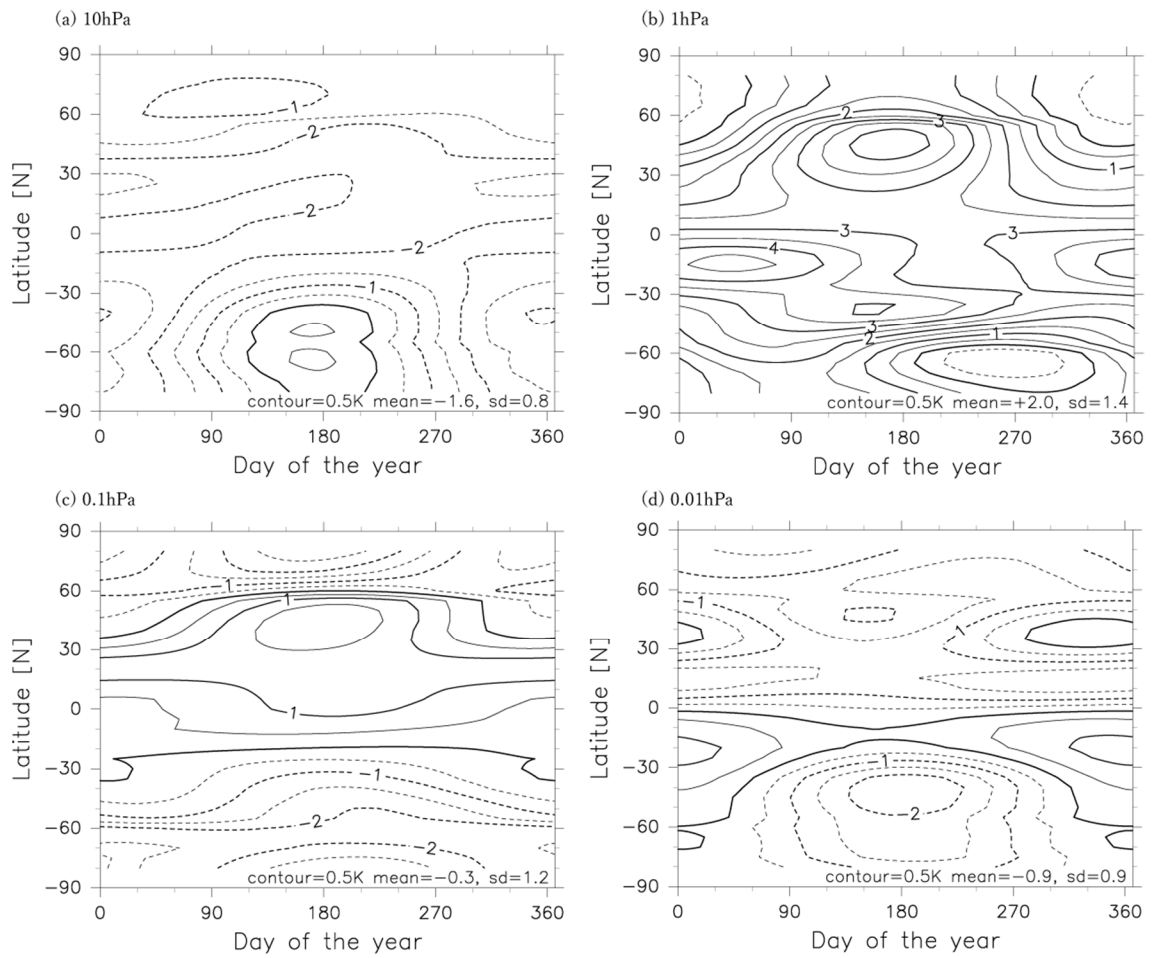 (a) 10hPa
90
60
30
0
−30
−60
−90
Latitude [N]
1
−2
−2
−2
−1
contour=0.5K mean=−1.6, sd=0.8
0 90 180 270 360
Day of the year
(b) 1hPa
90
60
30
0
−30
−60
−90
Latitude [N]
2
3
1
3
3
4
3
2
1
contour=0.5K mean=+2.0, sd=1.4
0 90 180 270 360
Day of the year
(c) 0.1hPa
90
60
30
0
−30
−60
−90
Latitude [N]
−1
1
1
−1
−2
−2
contour=0.5K mean=−0.3, sd=1.2
0 90 180 270 360
Day of the year
(d) 0.01hPa
90
60
30
0
−30
−60
−90
Latitude [N]
−1
1
−1
−2
contour=0.5K mean=−0.9, sd=0.9
0 90 180 270 360
Day of the year